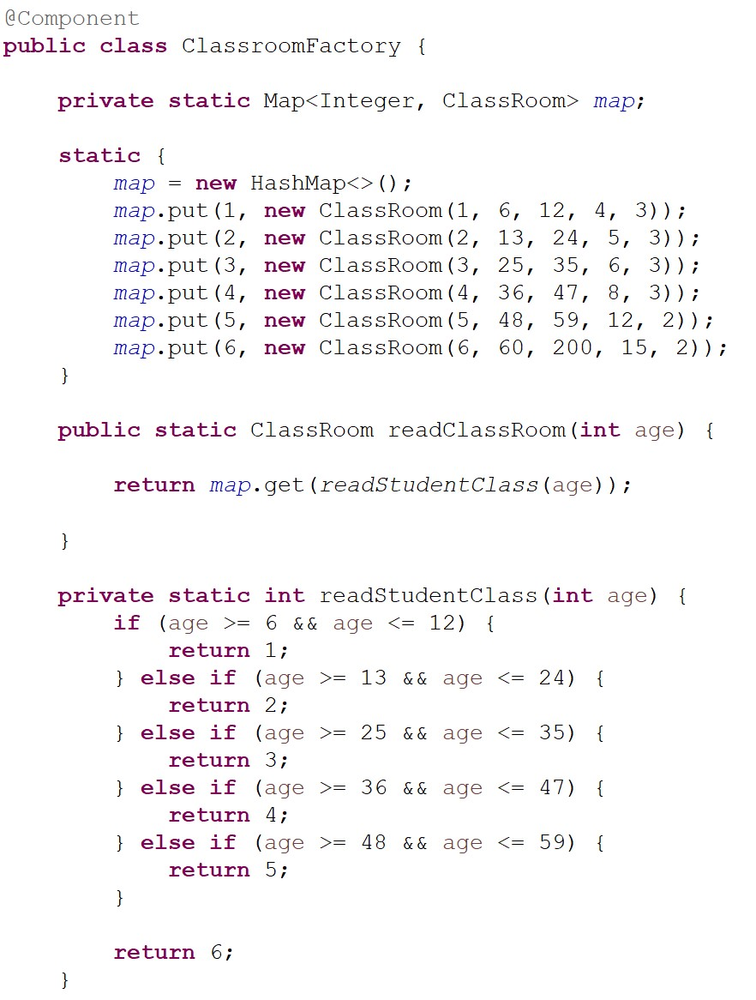 @Component
public class ClassroomFactory {
private static Map<Integer, ClassRoom> map;
static {
map = new HashMap<>();
map.put(1, new ClassRoom(1, 6, 12, 4, 3));
map.put(2, new ClassRoom(2, 13, 24, 5, 3));
map.put(3, new ClassRoom(3, 25, 35, 6, 3));
map.put(4, new ClassRoom(4, 36, 47, 8, 3));
map.put(5, new ClassRoom(5, 48, 59, 12, 2));
map.put(6, new ClassRoom(6, 60, 200, 15, 2));
}
public static ClassRoom readClassRoom(int age) {
return map.get(readStudentClass(age));
}
private static int readStudentClass(int age) {
if (age >= 6 && age <= 12) {
return 1;
} else if (age >= 13 && age <= 24) {
return 2;
} else if (age >= 25 && age <= 35) {
return 3;
} else if (age >= 36 && age <= 47) {
return 4;
} else if (age >= 48 && age <= 59) {
return 5;
}
return 6;
}